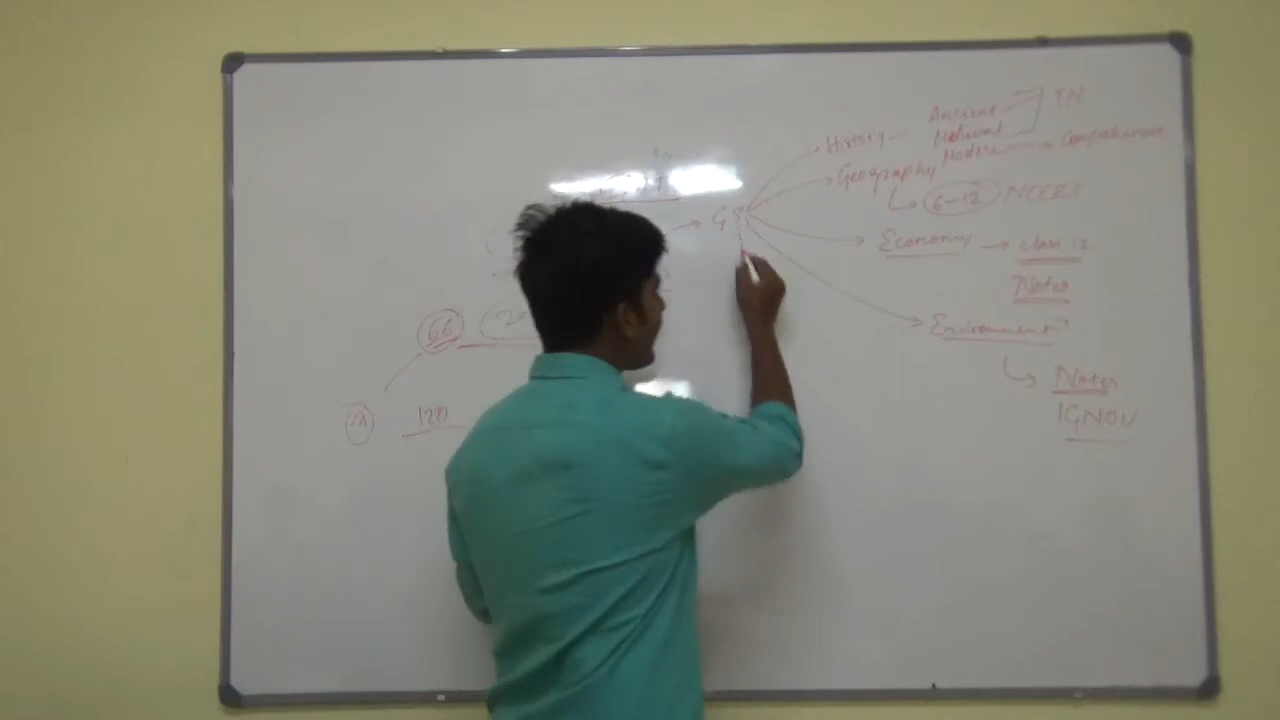 History
Ancient
TN
Medieval
Modern
Comprehensive
Geography
6-12 NCERT
GS
Economy
class 12
Notes
Environment
66
120
Notes
IGNOU